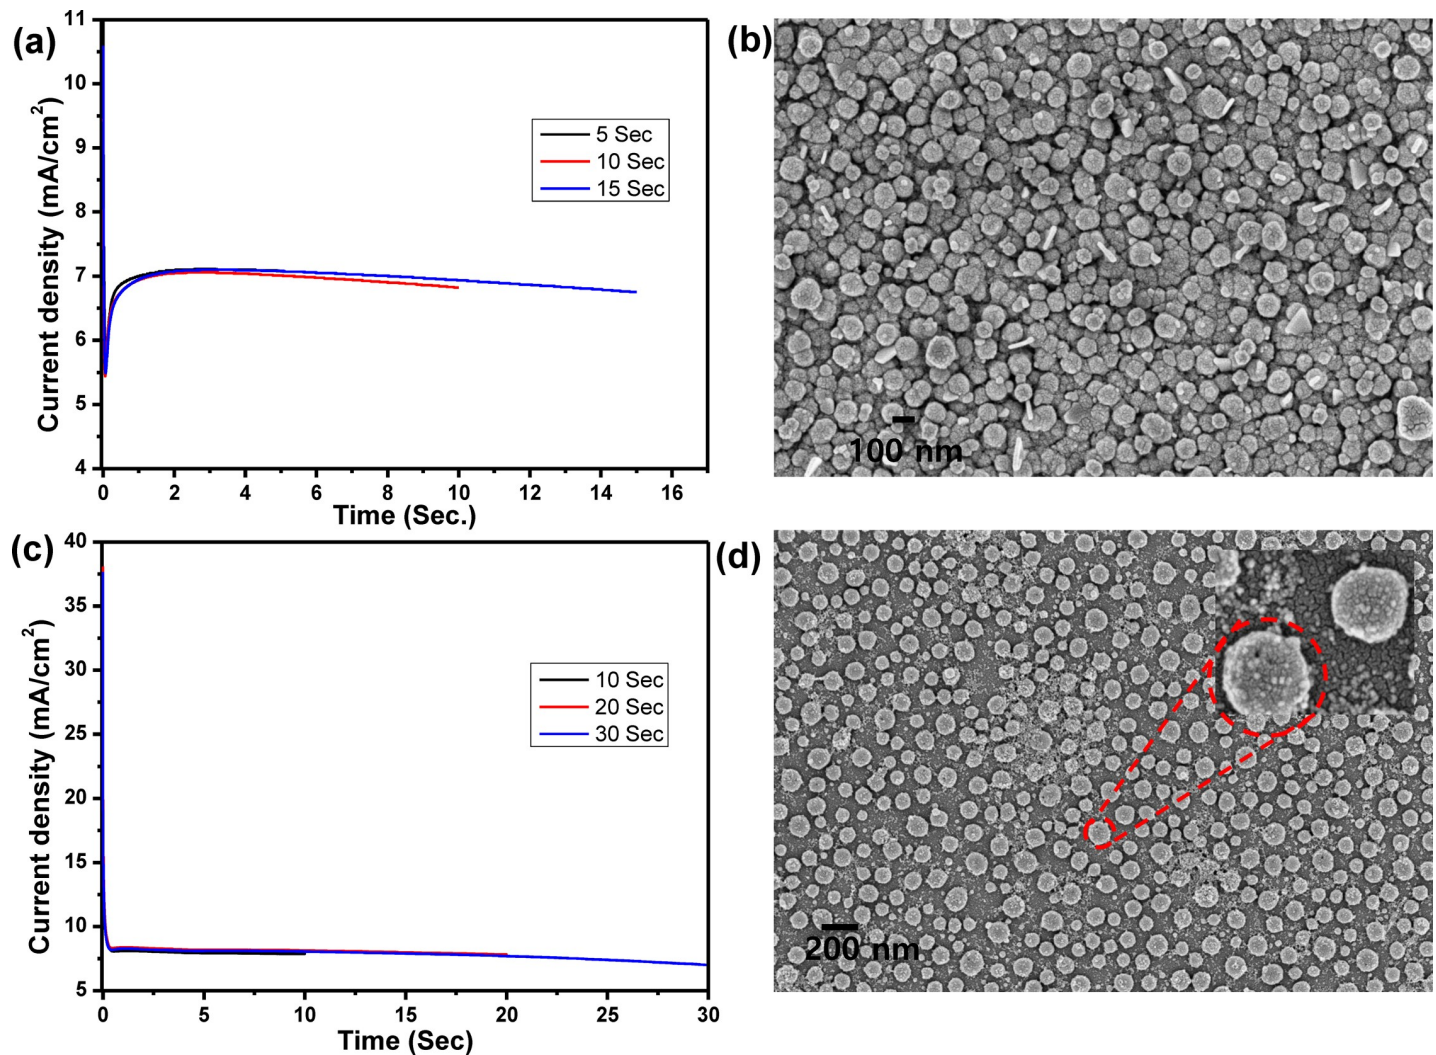 (a)
11
10
9
8
7
6
5
4
Current density (mA/cm²)
5 Sec
10 Sec
15 Sec
0 2 4 6 8 10 12 14 16
Time (Sec.)
(b)
100 nm
(c)
40
35
30
25
20
15
10
5
Current density (mA/cm²)
10 Sec
20 Sec
30 Sec
0 5 10 15 20 25 30
Time (Sec)
(d)
200 nm